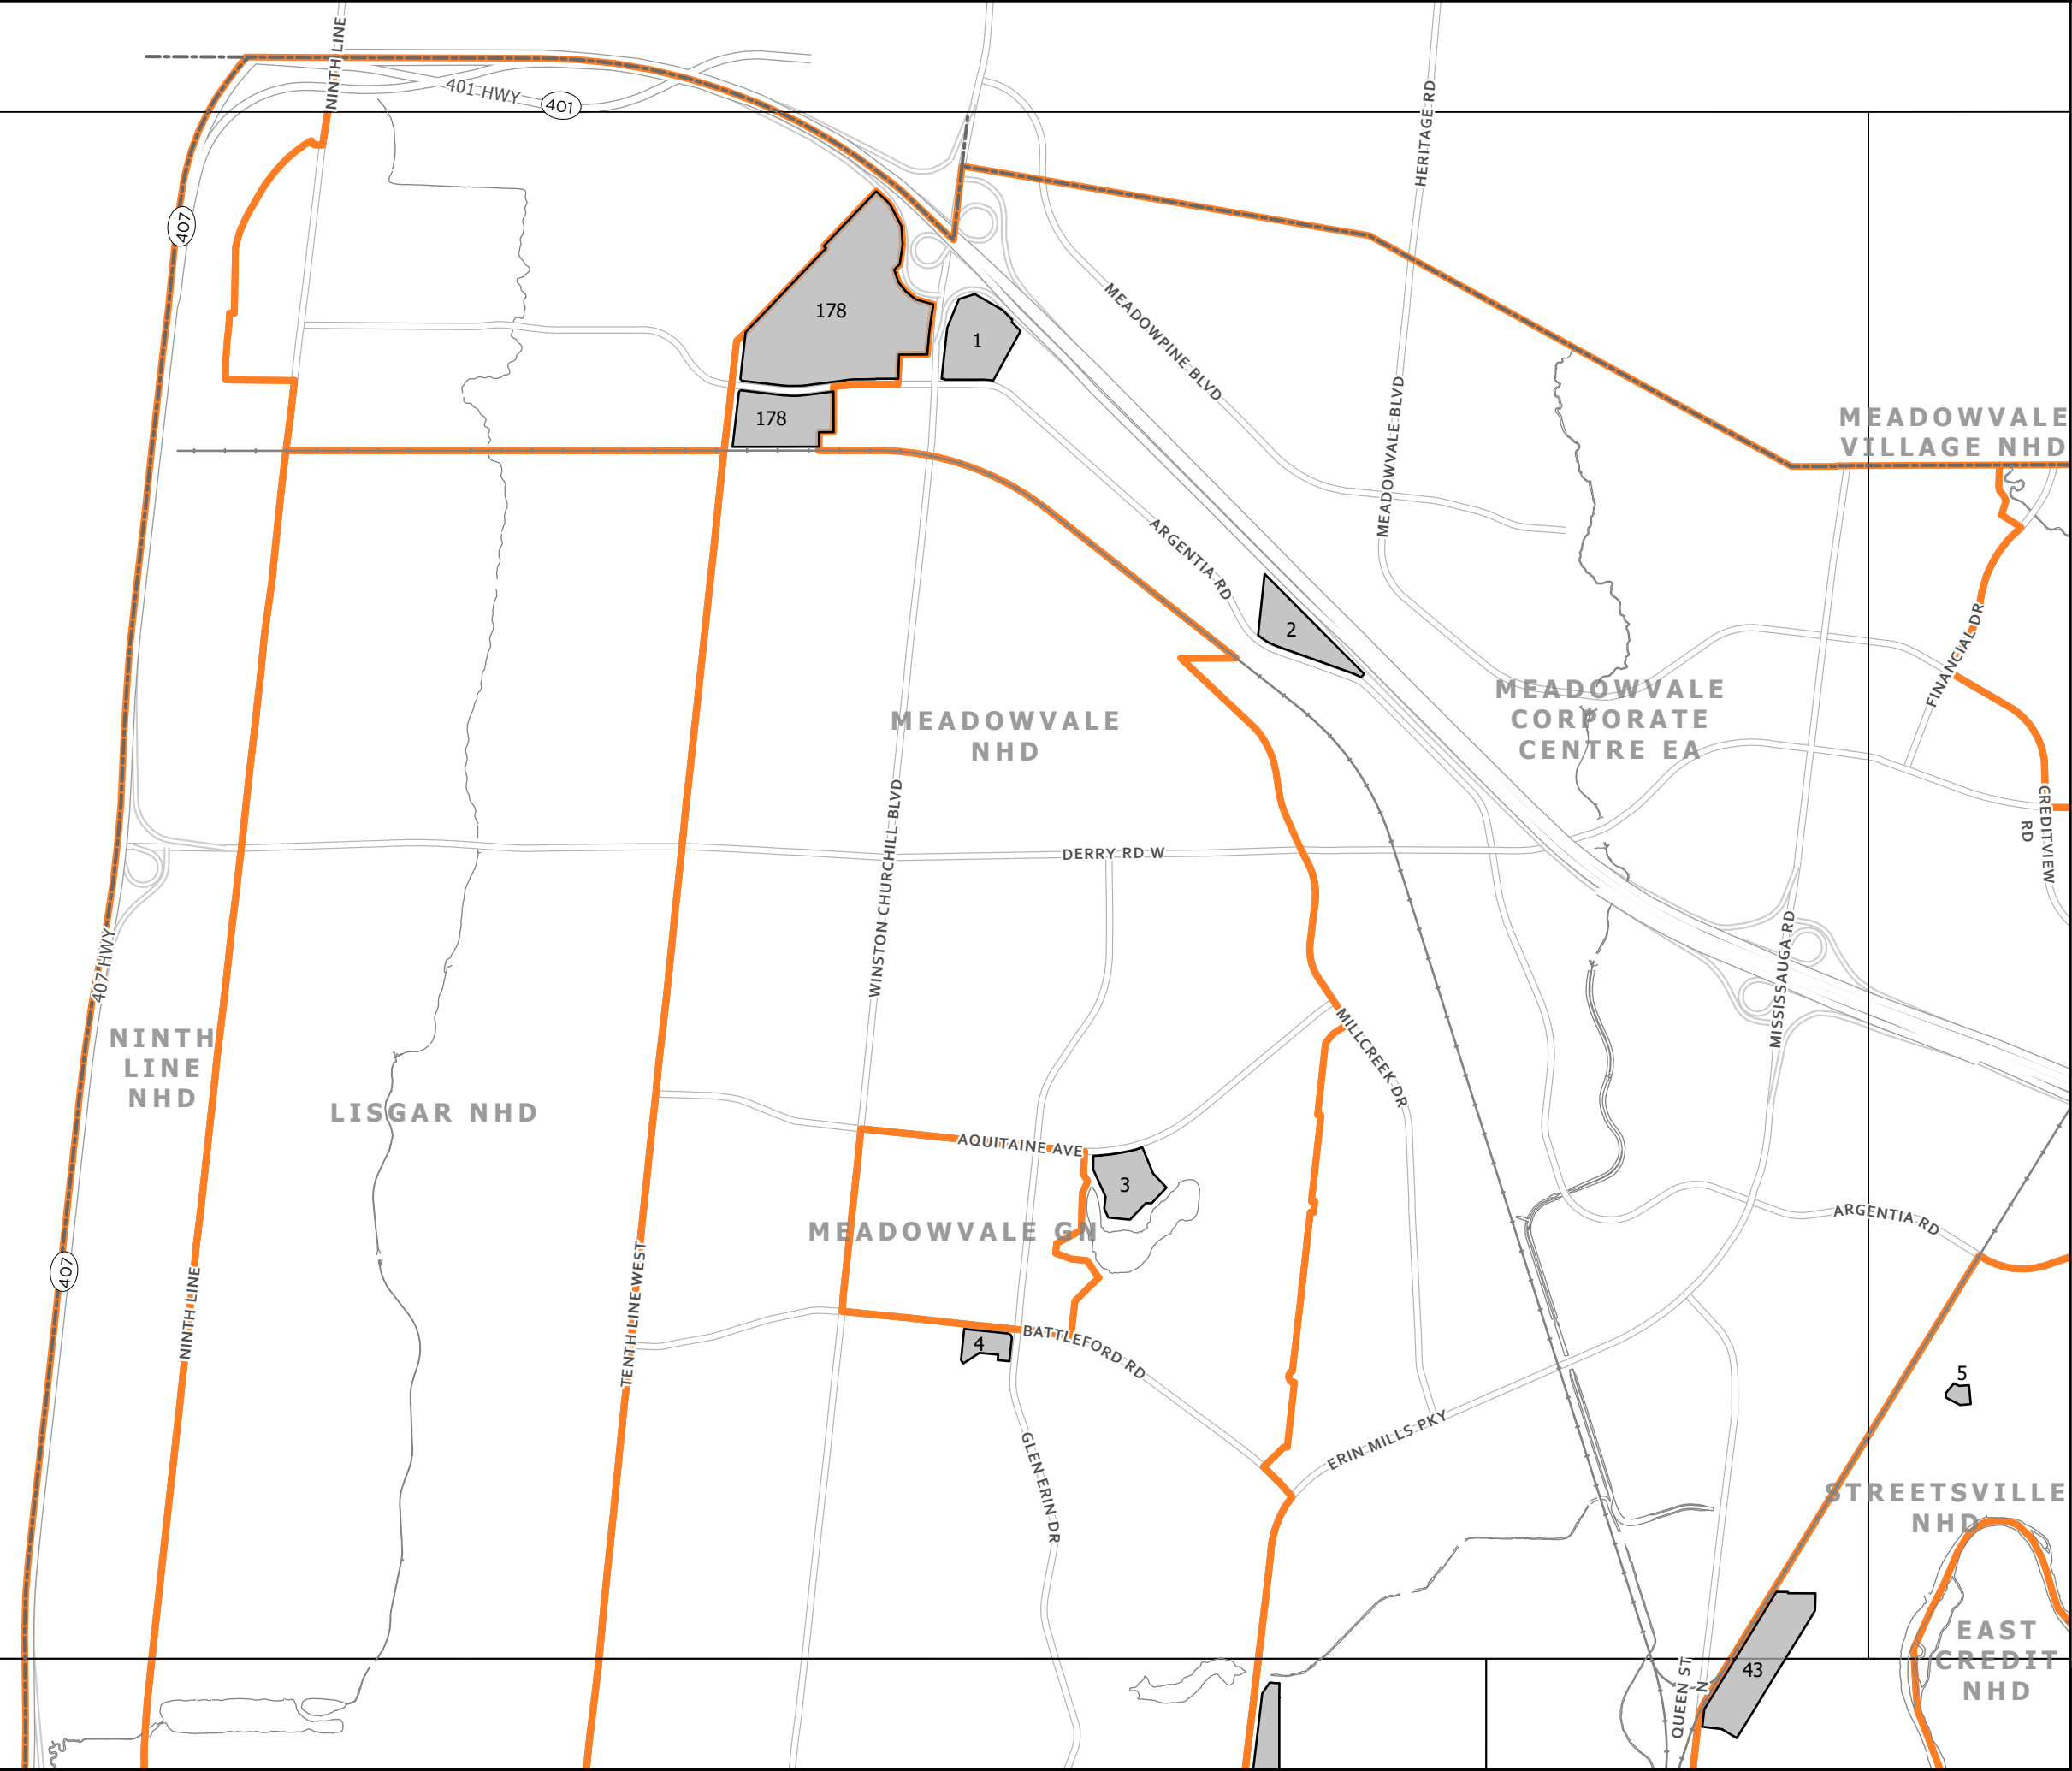 NINTH LINE
401 HWY
401
HERITAGE RD
407
178
1
MEADOWPINE BLVD
178
MEADOWVALE BLVD
MEADOWVALE
VILLAGE NHD
ARGENTIA RD
2
FINANCIAL DR
MEADOWVALE
CORPORATE
CENTRE EA
MEADOWVALE
NHD
WINSTON CHURCHILL BLVD
DERRY RD W
CREDITVIEW
RD
407 HWY
MISSISSAUGA RD
NINTH
LINE
NHD
LISGAR NHD
MILLCREEK DR
AQUITAINE AVE
3
MEADOWVALE GN
ARGENTIA RD
407
NINTH LINE
TENTH LINE WEST
4
BATTLEFORD RD
5
ERIN MILLS PKY
GLEN ERIN DR
STREETSVILLE
NHD
EAST
CREDIT
NHD
43
QUEEN ST
N